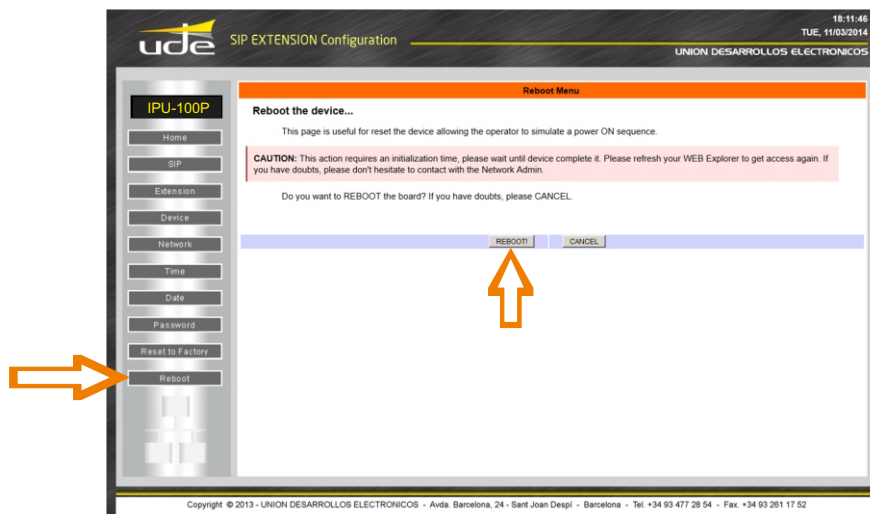 18:11:46
TUE, 11/03/2014
ude
SIP EXTENSION Configuration
UNION DESARROLLOS ELECTRONICOS
IPU-100P
Home
SIP
Extension
Device
Network
Time
Date
Password
Reset to Factory
Reboot
Reboot Menu
Reboot the device...
This page is useful for reset the device allowing the operator to simulate a power ON sequence.
CAUTION: This action requires an initialization time, please wait until device complete it. Please refresh your WEB Explorer to get access again. If
you have doubts, please don't hesitate to contact with the Network Admin.
Do you want to REBOOT the board? If you have doubts, please CANCEL.
REBOOT! CANCEL
Copyright © 2013 - UNION DESARROLLOS ELECTRONICOS - Avda. Barcelona, 24 - Sant Joan Despí - Barcelona - Tel. +34 93 477 28 54 - Fax. +34 93 261 17 52